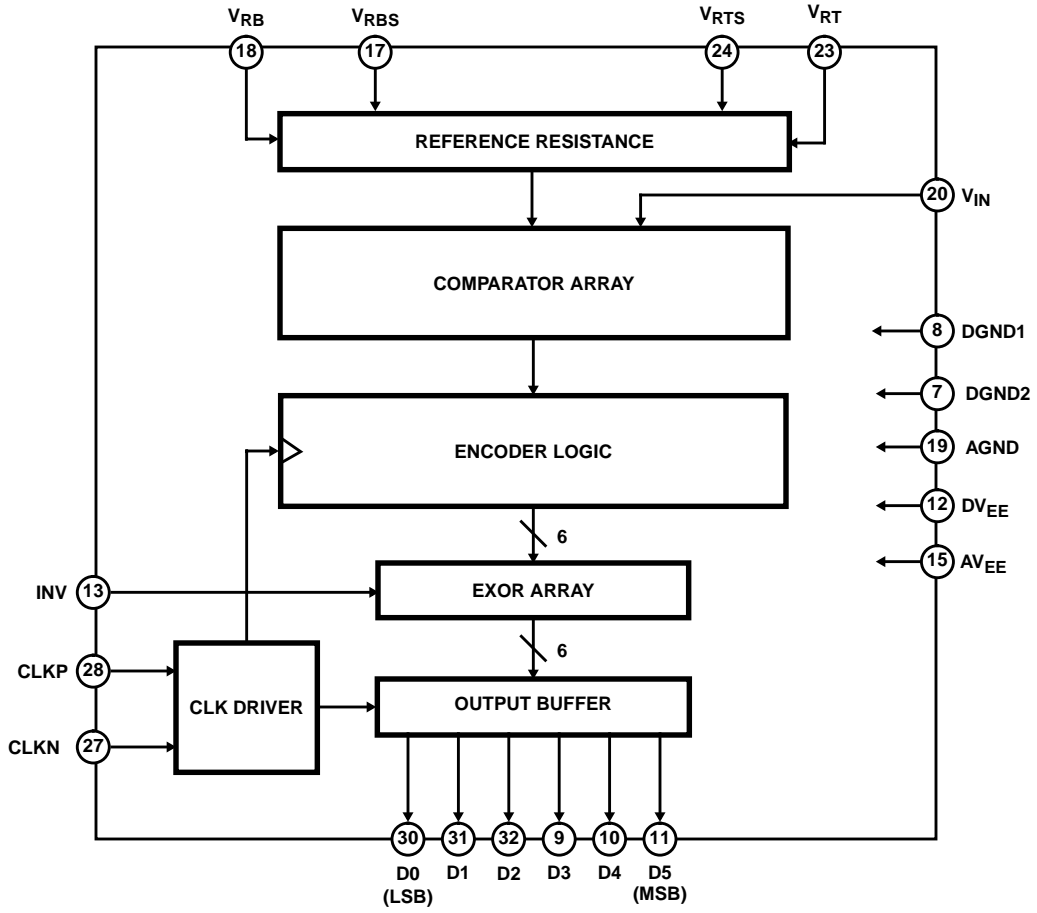 VRB
VRBS
VRTS
VRT
18
17
24
23
REFERENCE RESISTANCE
20
VIN
COMPARATOR ARRAY
8
DGND1
7
DGND2
ENCODER LOGIC
19
AGND
12
DVEE
6
15
AVEE
INV
13
EXOR ARRAY
6
CLKP
28
CLK DRIVER
OUTPUT BUFFER
CLKN
27
30
31
32
9
10
11
D0
D1
D2
D3
D4
D5
(LSB)
(MSB)